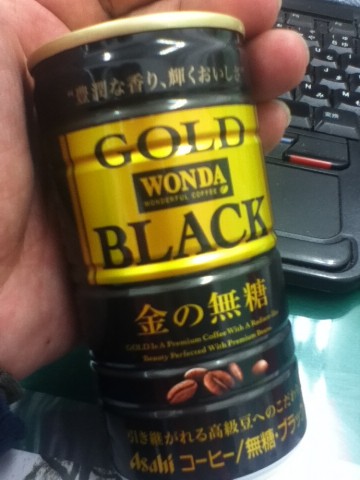 "豊潤な香り、輝くおいしさ
GOLD
WONDA
WONDERFUL COFFEE
BLACK
金の無糖
GOLD Is A Premium Coffee With A Radiant
Beauty Perfected With Premium Beans
引き継がれる高級豆へのこだ
Asahi コーヒー/無糖・ブラッ